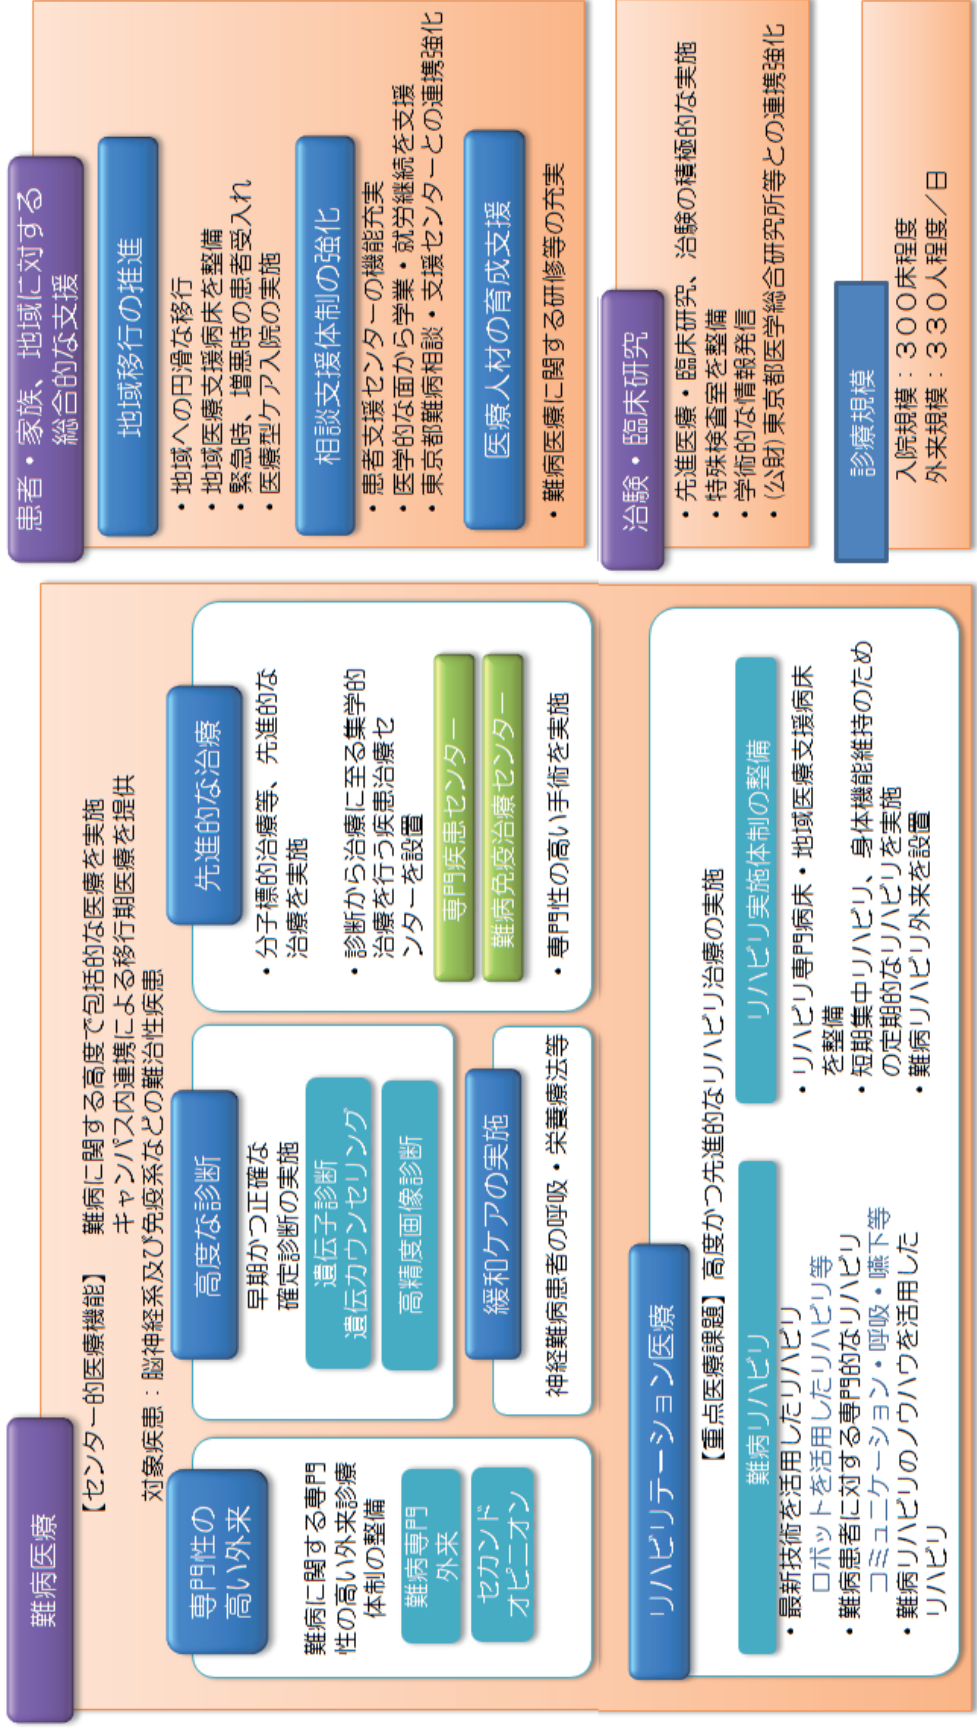 難病医療
【センター的医療機能】　難病に関する高度で包括的な医療を実施
キャンパス内連携による移行期医療を提供
対象疾患：脳神経系及び免疫系などの難治性疾患
専門性の
高い外来
難病に関する専門
性の高い外来診療
体制の整備
難病専門
外来
セカンド
オピニオン
高度な診断
早期かつ正確な
確定診断の実施
遺伝子診断
遺伝カウンセリング
高精度画像診断
緩和ケアの実施
神経難病患者の呼吸・栄養療法等
先進的な治療
・分子標的治療等、先進的な
治療を実施
・診断から治療に至る集学的
治療を行う疾患治療セ
ンターを設置
専門疾患センター
難病免疫治療センター
・専門性の高い手術を実施
リハビリテーション医療
【重点医療課題】高度かつ先進的なリハビリ治療の実施
難病リハビリ
・最新技術を活用したリハビリ
ロボットを活用したリハビリ等
・難病患者に対する専門的なリハビリ
コミュニケーション・呼吸・嚥下等
・難病リハビリのノウハウを活用した
リハビリ
リハビリ実施体制の整備
・リハビリ専門病床・地域医療支援病床
を整備
・短期集中リハビリ、身体機能維持のため
の定期的なリハビリを実施
・難病リハビリ外来を設置
患者・家族、地域に対する
総合的な支援
地域移行の推進
・地域への円滑な移行
・地域医療支援病床を整備
・緊急時、増悪時の患者受入れ
・医療型ケア入院の実施
相談支援体制の強化
・患者支援センターの機能充実
・医学的な面から学業・就労継続を支援
・東京都難病相談・支援センターとの連携強化
医療人材の育成支援
・難病医療に関する研修等の充実
治験・臨床研究
・先進医療・臨床研究、治験の積極的な実施
・特殊検査室を整備
・学術的な情報発信
・(公財)東京都医学総合研究所等との連携強化
診療規模
入院規模：３００床程度
外来規模：３３０人程度／日